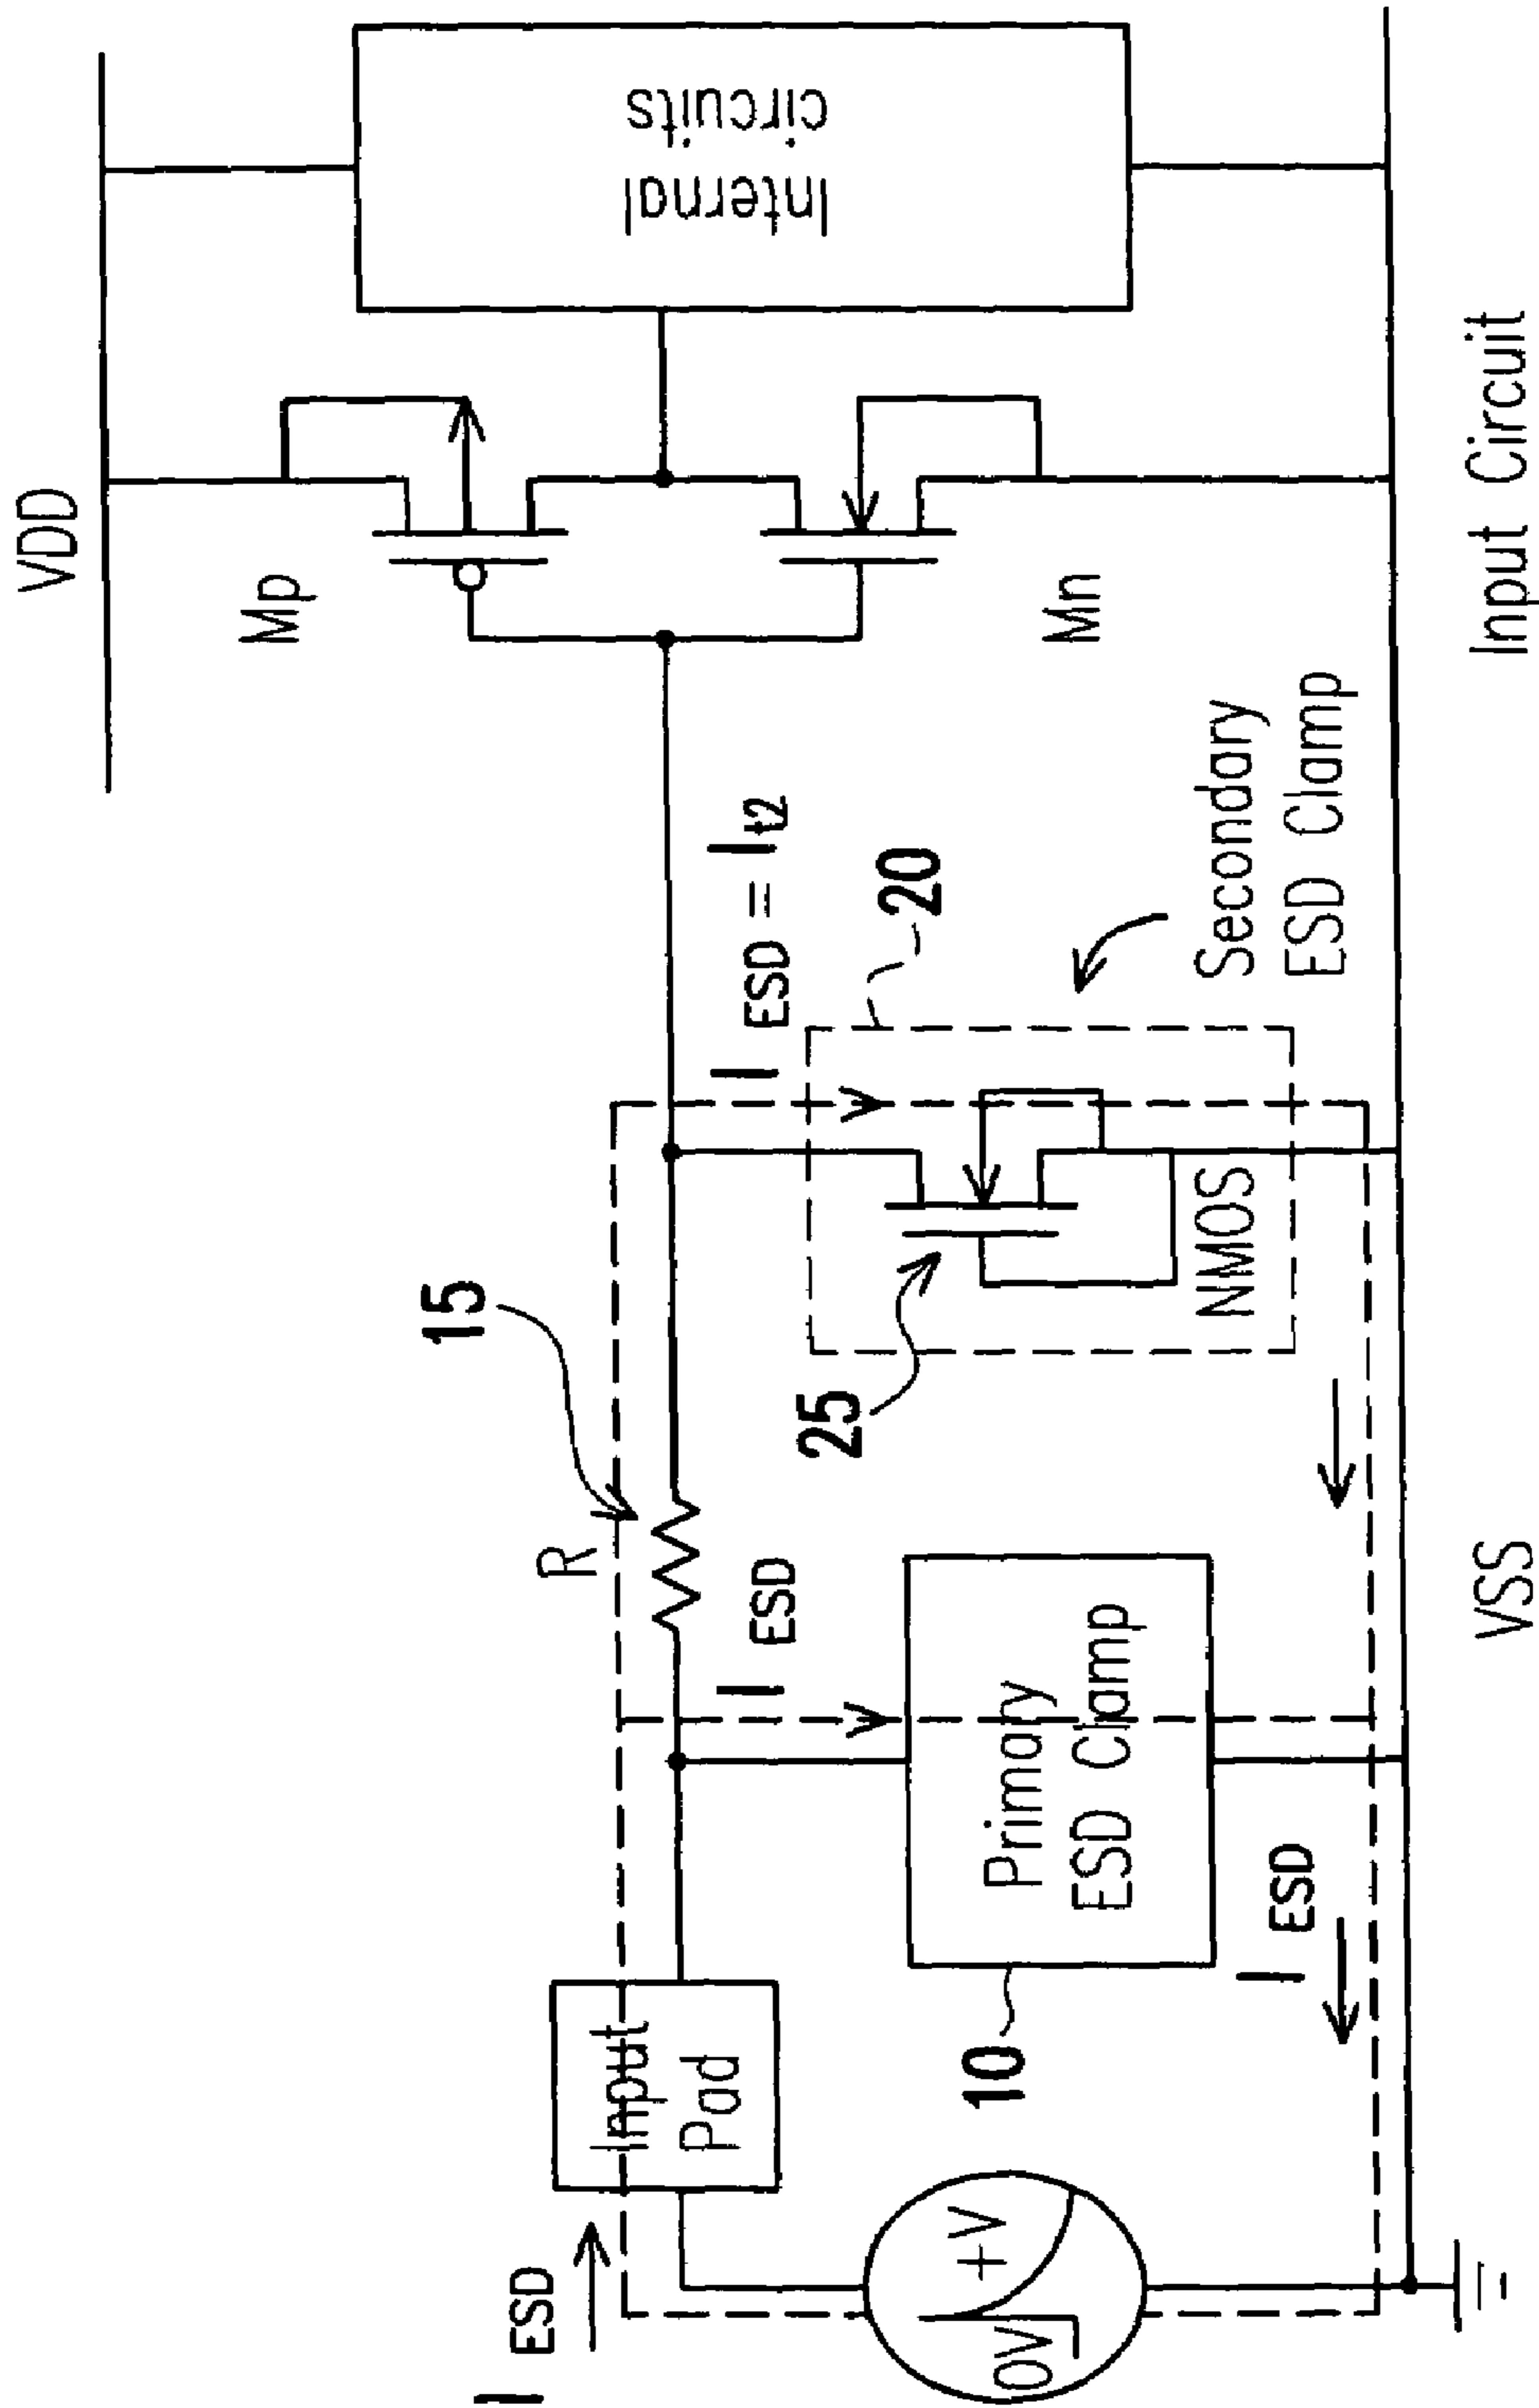 VDD
Mp
Mn
Internal
circuits
I ESD
Input
Pad
R
15
I ESD
I ESD = It2
20
Secondary
ESD Clamp
25
NMOS
Primary
ESD Clamp
10
0V
+V
I ESD
VSS
Input Circuit